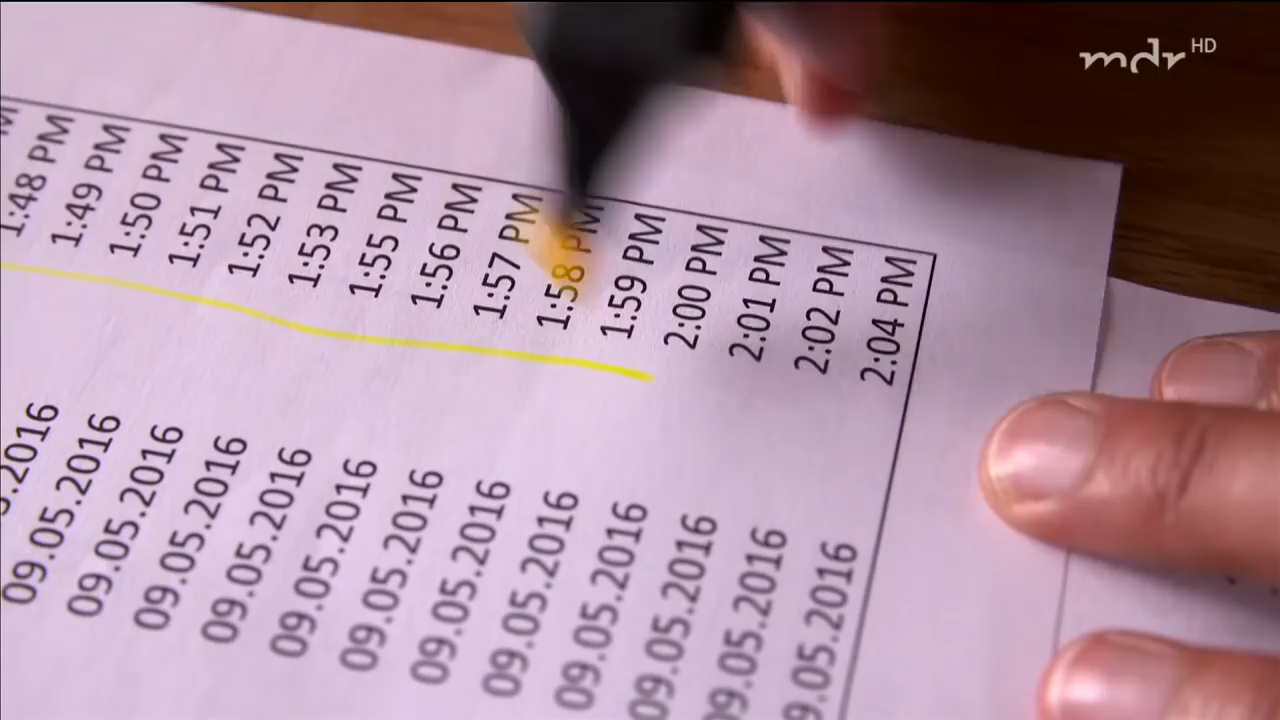 mdr HD
1:48 PM
1:49 PM
.2016 1:50 PM
09.05.2016 1:51 PM
09.05.2016 1:52 PM
09.05.2016 1:53 PM
09.05.2016 1:55 PM
09.05.2016 1:56 PM
09.05.2016 1:57 PM
09.05.2016 1:58 PM
09.05.2016 1:59 PM
09.05.2016 2:00 PM
09.05.2016 2:01 PM
09.05.2016 2:02 PM
9.05.2016 2:04 PM